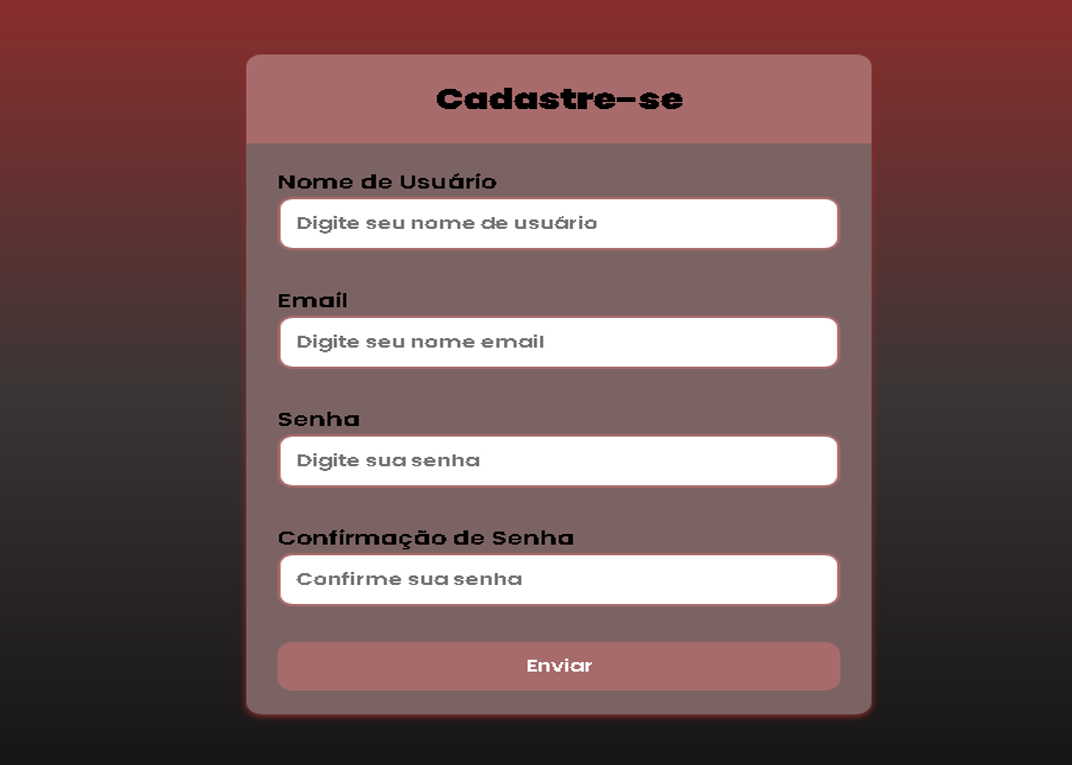 Cadastre-se
Nome de Usuário
Digite seu nome de usuário
Email
Digite seu nome email
Senha
Digite sua senha
Confirmação de Senha
Confirme sua senha
Enviar